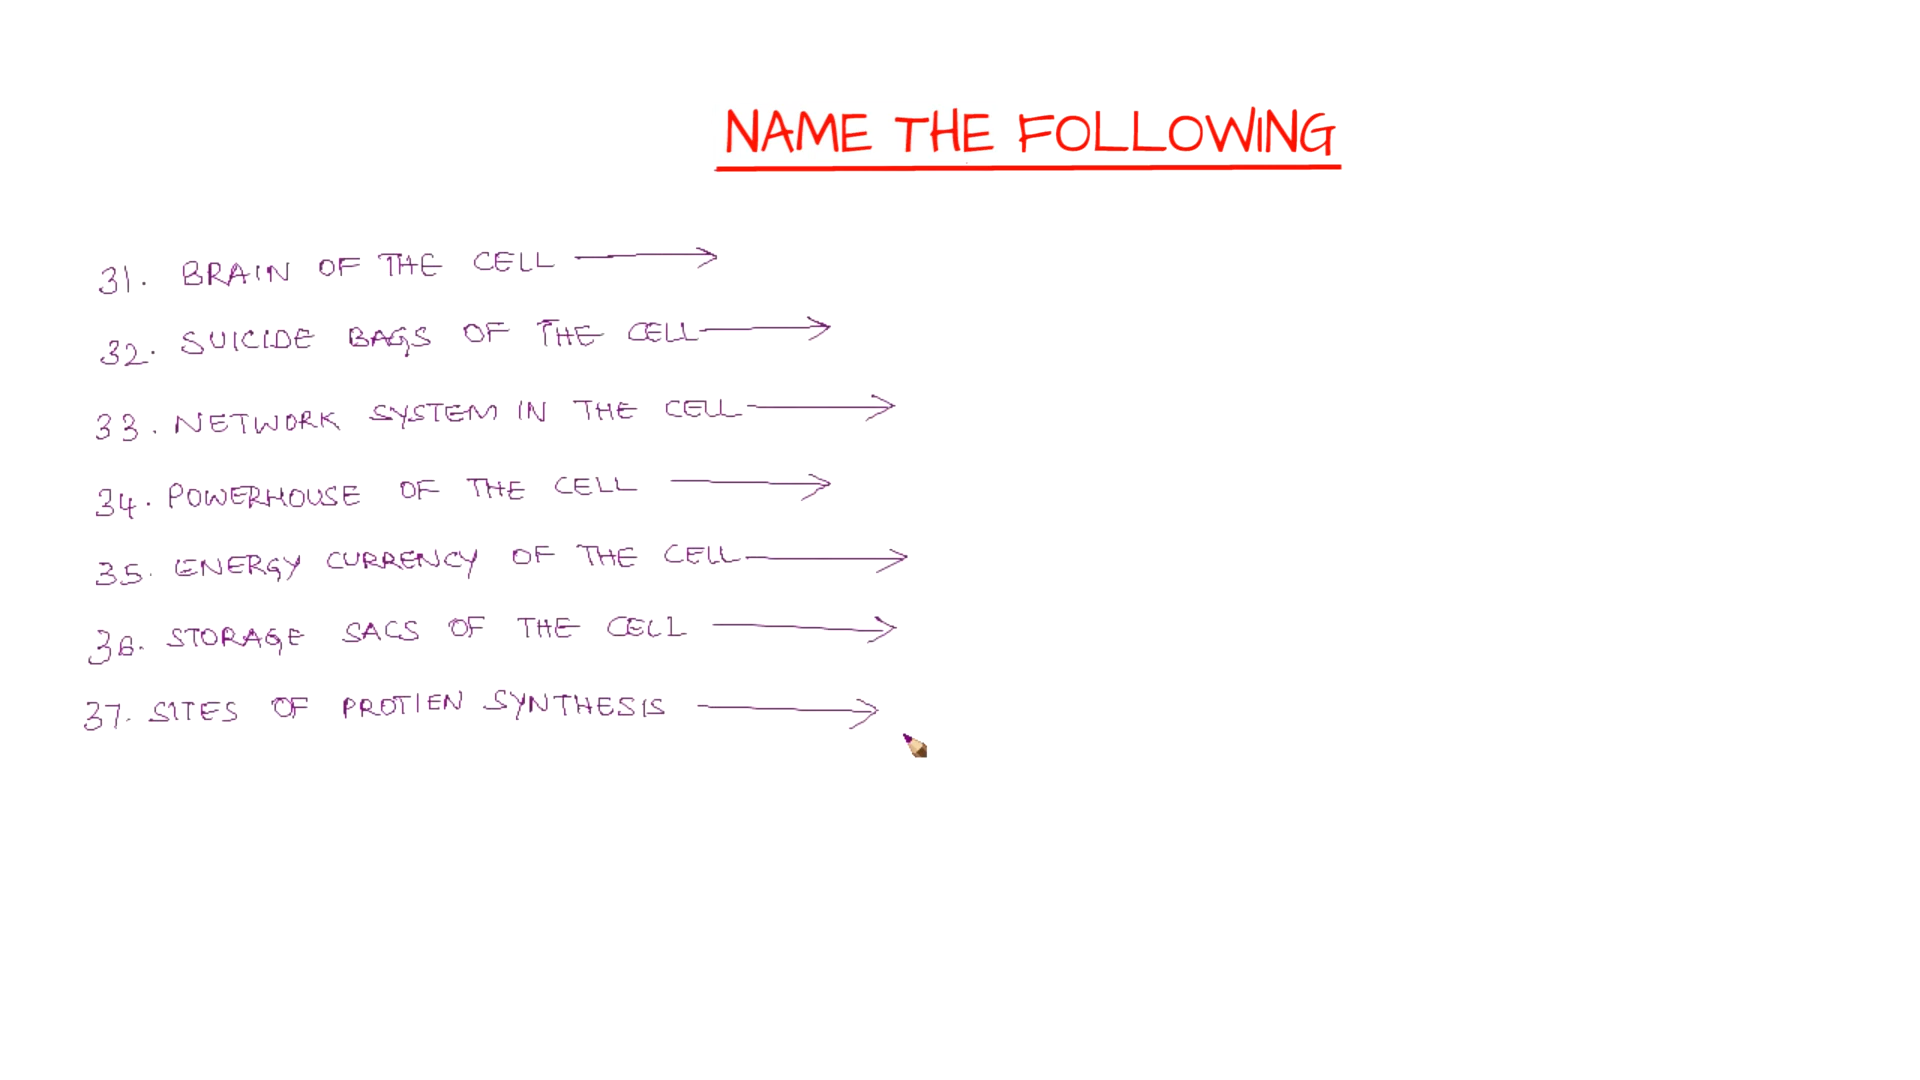 NAME THE FOLLOWING
31. BRAIN OF THE CELL
32. SUICIDE BAGS OF THE CELL
33. NETWORK SYSTEM IN THE CELL
34. POWERHOUSE OF THE CELL
35. ENERGY CURRENCY OF THE CELL
36. STORAGE SACS OF THE CELL
37. SITES OF PROTIEN SYNTHESIS